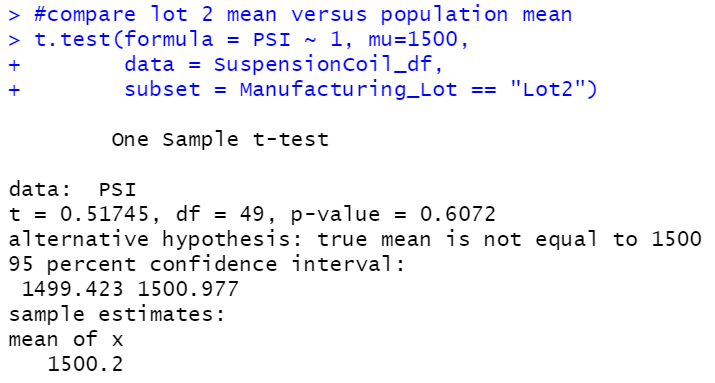 > #compare lot 2 mean versus population mean
> t.test(formula = PSI ~ 1, mu=1500,
+        data = SuspensionCoil_df,
+        subset = Manufacturing_Lot == "Lot2")
One Sample t-test
data:  PSI
t = 0.51745, df = 49, p-value = 0.6072
alternative hypothesis: true mean is not equal to 1500
95 percent confidence interval:
1499.423 1500.977
sample estimates:
mean of x
1500.2